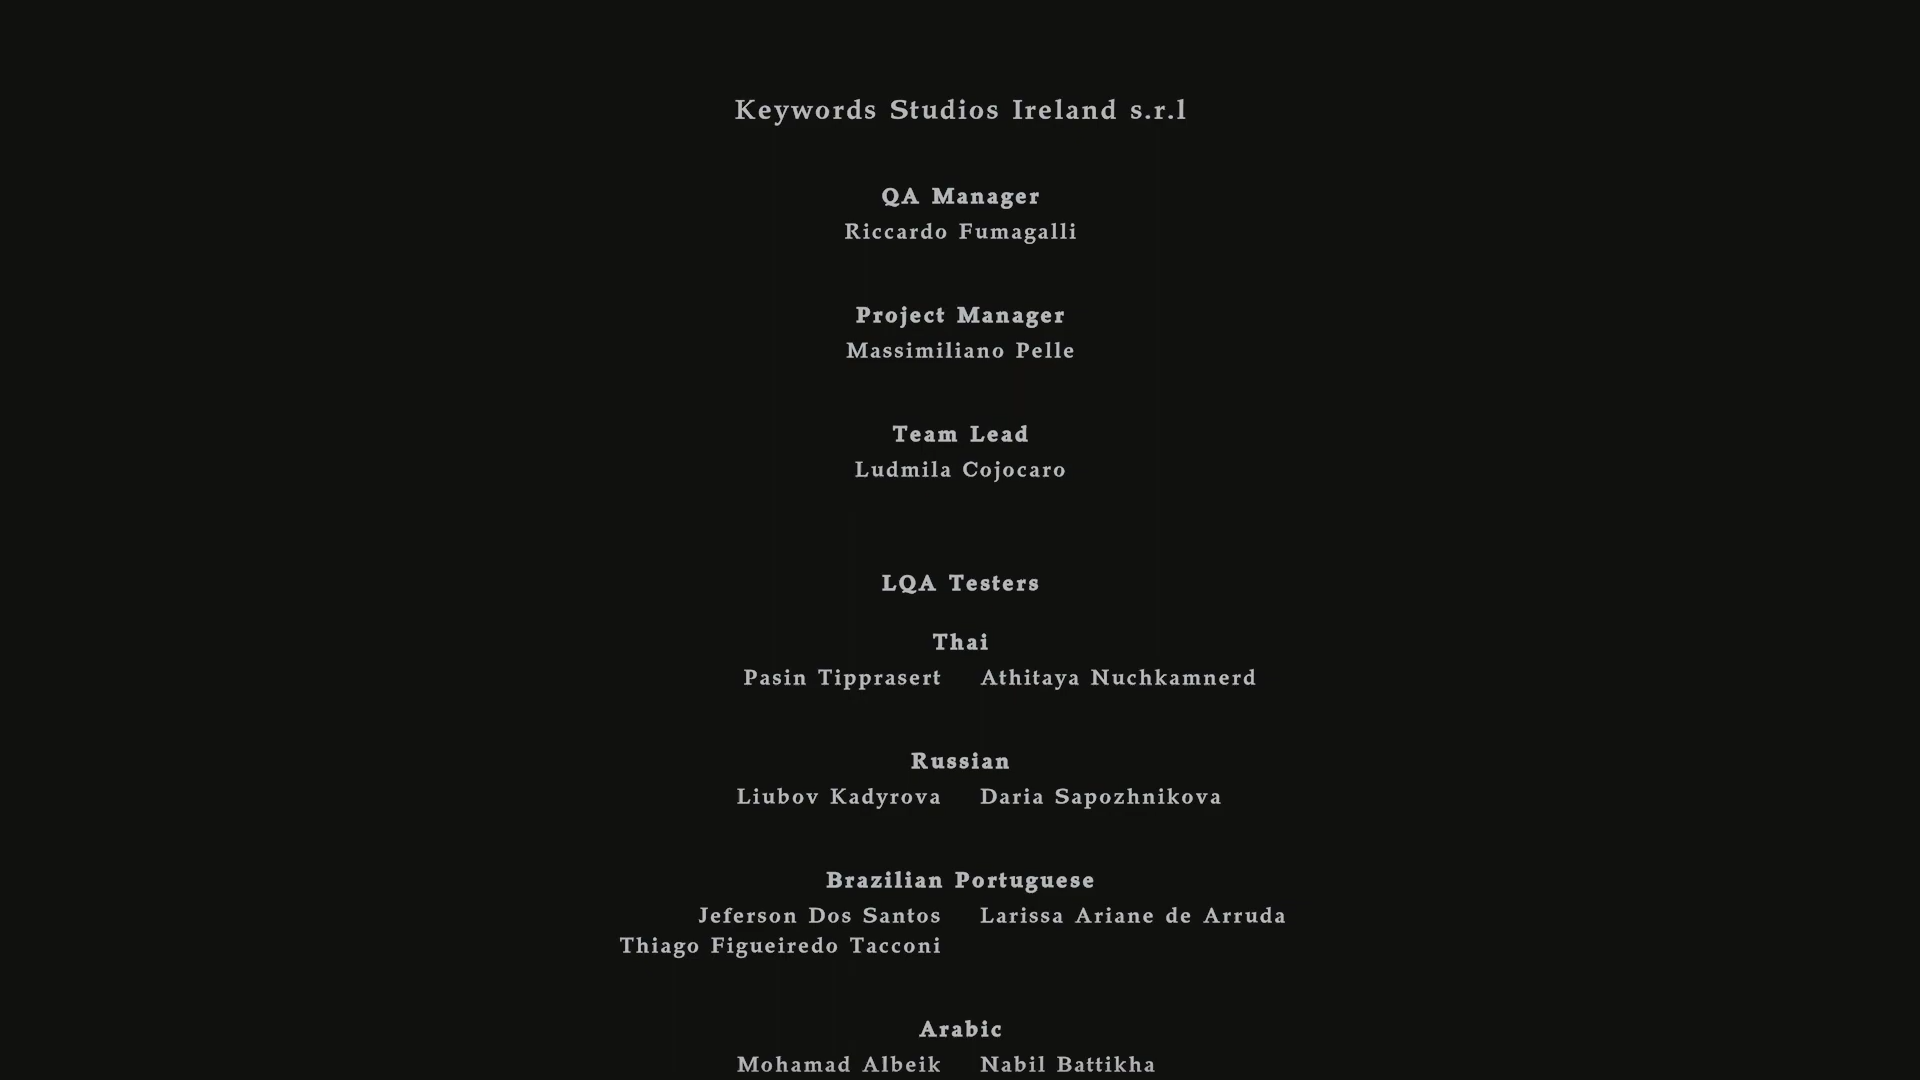 Keywords Studios Ireland s.r.l
QA Manager
Riccardo Fumagalli
Project Manager
Massimiliano Pelle
Team Lead
Ludmila Cojocaro
LQA Testers
Thai
Pasin Tipprasert Athitaya Nuchkamnerd
Russian
Liubov Kadyrova Daria Sapozhnikova
Brazilian Portuguese
Jeferson Dos Santos Larissa Ariane de Arruda
Thiago Figueiredo Tacconi
Arabic
Mohamad Albeik Nabil Battikha